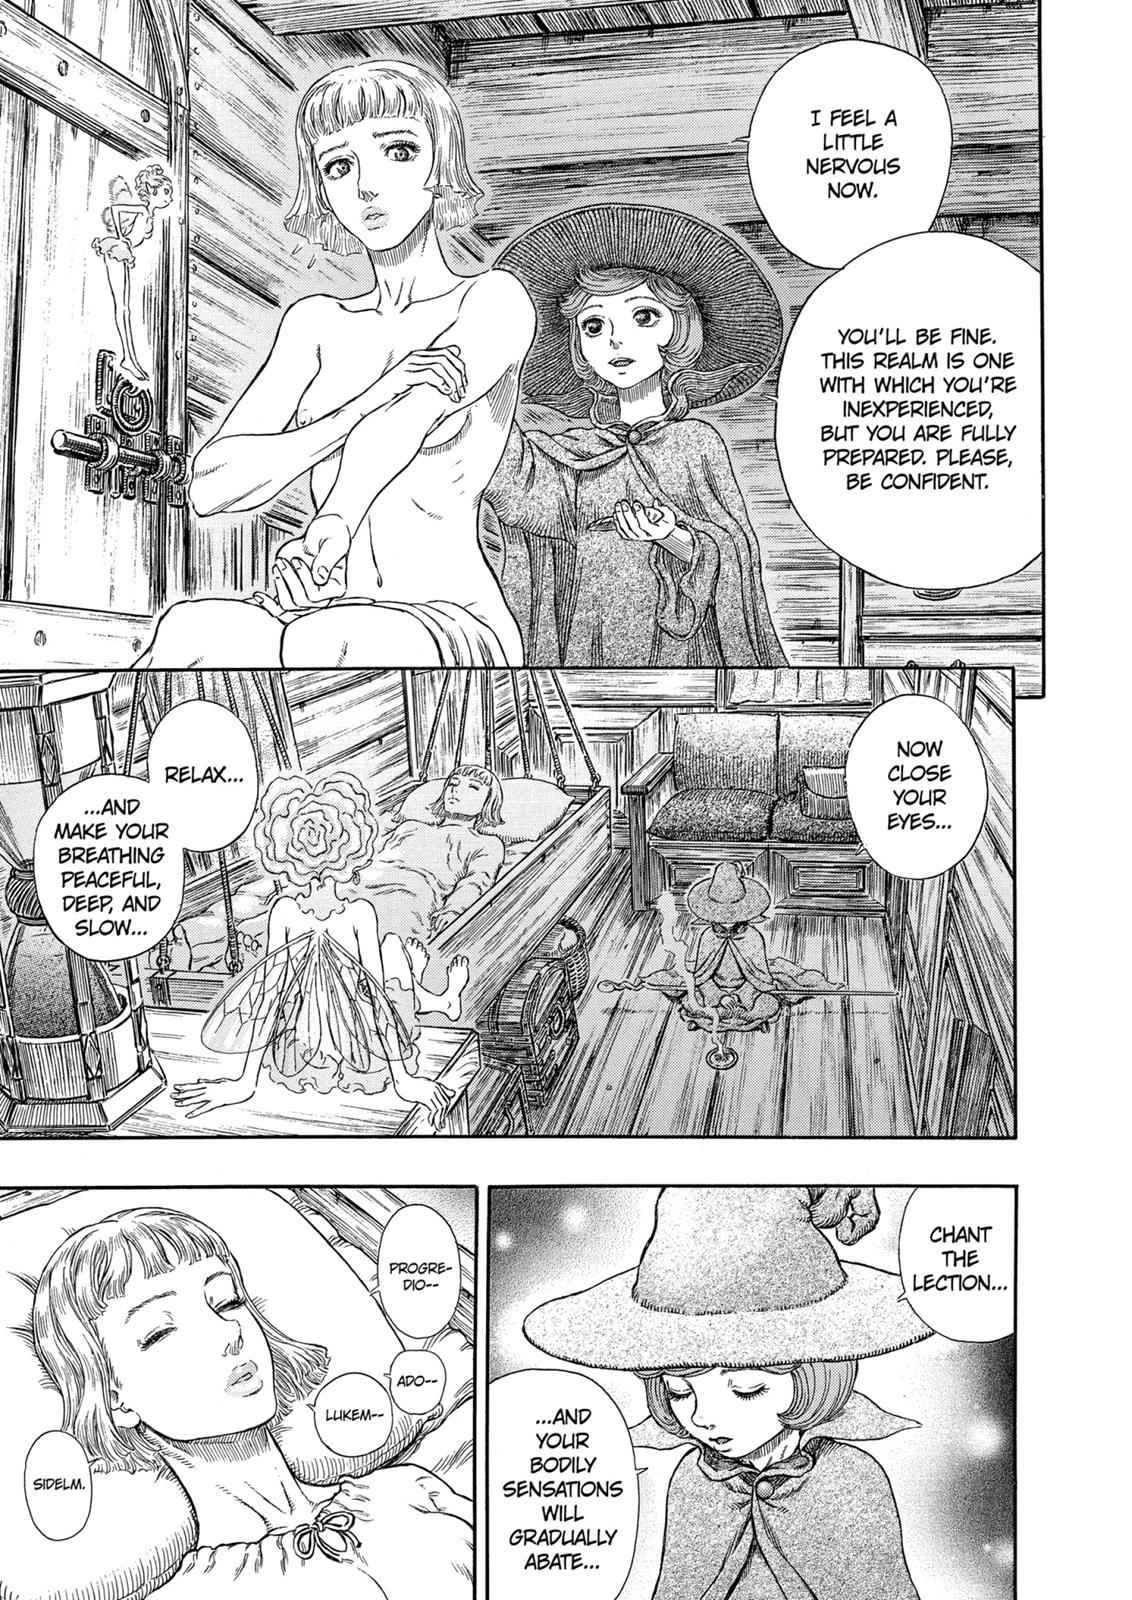 I FEEL A
LITTLE
NERVOUS
NOW.
YOU'LL BE FINE.
THIS REALM IS ONE
WITH WHICH YOU'RE
INEXPERIENCED,
BUT YOU ARE FULLY
PREPARED. PLEASE,
BE CONFIDENT.
NOW
CLOSE
YOUR
EYES...
RELAX...
...AND
MAKE YOUR
BREATHING
PEACEFUL,
DEEP, AND
SLOW...
CHANT
THE
LECTION...
...AND
YOUR
BODILY
SENSATIONS
WILL
GRADUALLY
ABATE...
PROGRE-
DIO--
ADO--
LUKEM--
SIDELM.